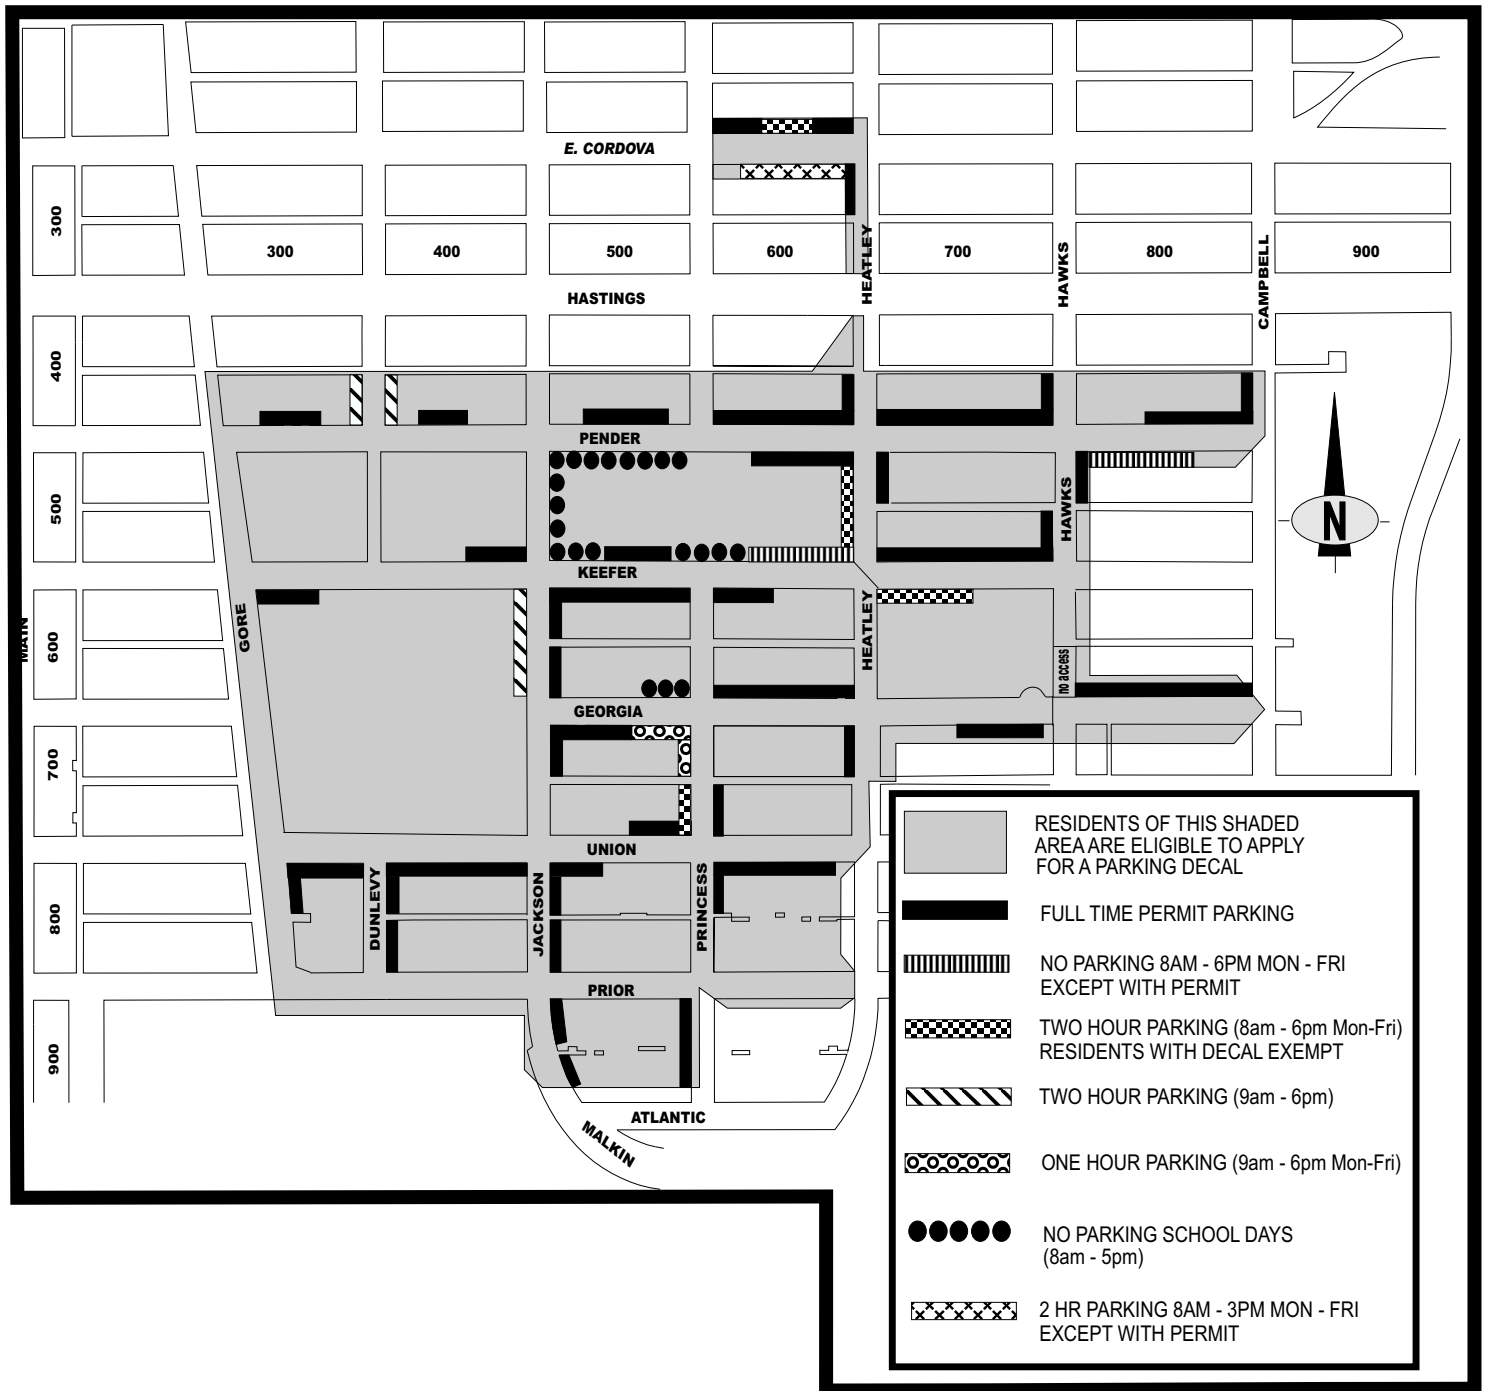 E. CORDOVA
300
300
400
500
600
HEATLEY
700
HAWKS
800
CAMPBELL
900
HASTINGS
400
PENDER
500
HAWKS
N
KEEFER
MAIN
600
GORE
HEATLEY
no access
GEORGIA
700
UNION
800
DUNLEVY
JACKSON
PRINCESS
PRIOR
900
ATLANTIC
MALKIN
RESIDENTS OF THIS SHADED
AREA ARE ELIGIBLE TO APPLY
FOR A PARKING DECAL
FULL TIME PERMIT PARKING
NO PARKING 8AM - 6PM MON - FRI
EXCEPT WITH PERMIT
TWO HOUR PARKING (8am - 6pm Mon-Fri)
RESIDENTS WITH DECAL EXEMPT
TWO HOUR PARKING (9am - 6pm)
ONE HOUR PARKING (9am - 6pm Mon-Fri)
NO PARKING SCHOOL DAYS
(8am - 5pm)
2 HR PARKING 8AM - 3PM MON - FRI
EXCEPT WITH PERMIT